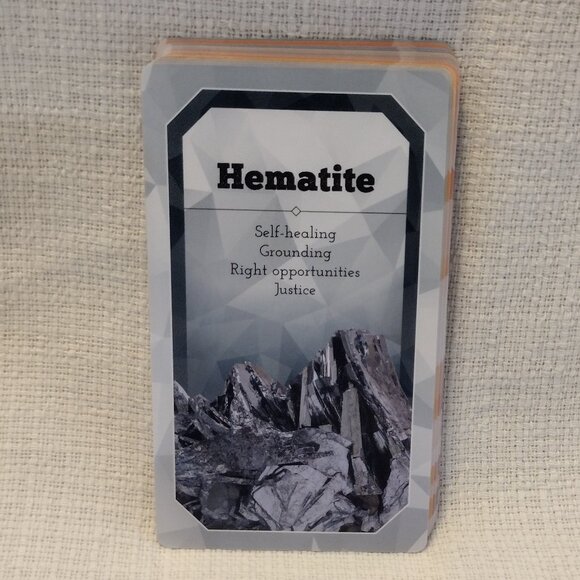 Hematite
Self-healing
Grounding
Right opportunities
Justice